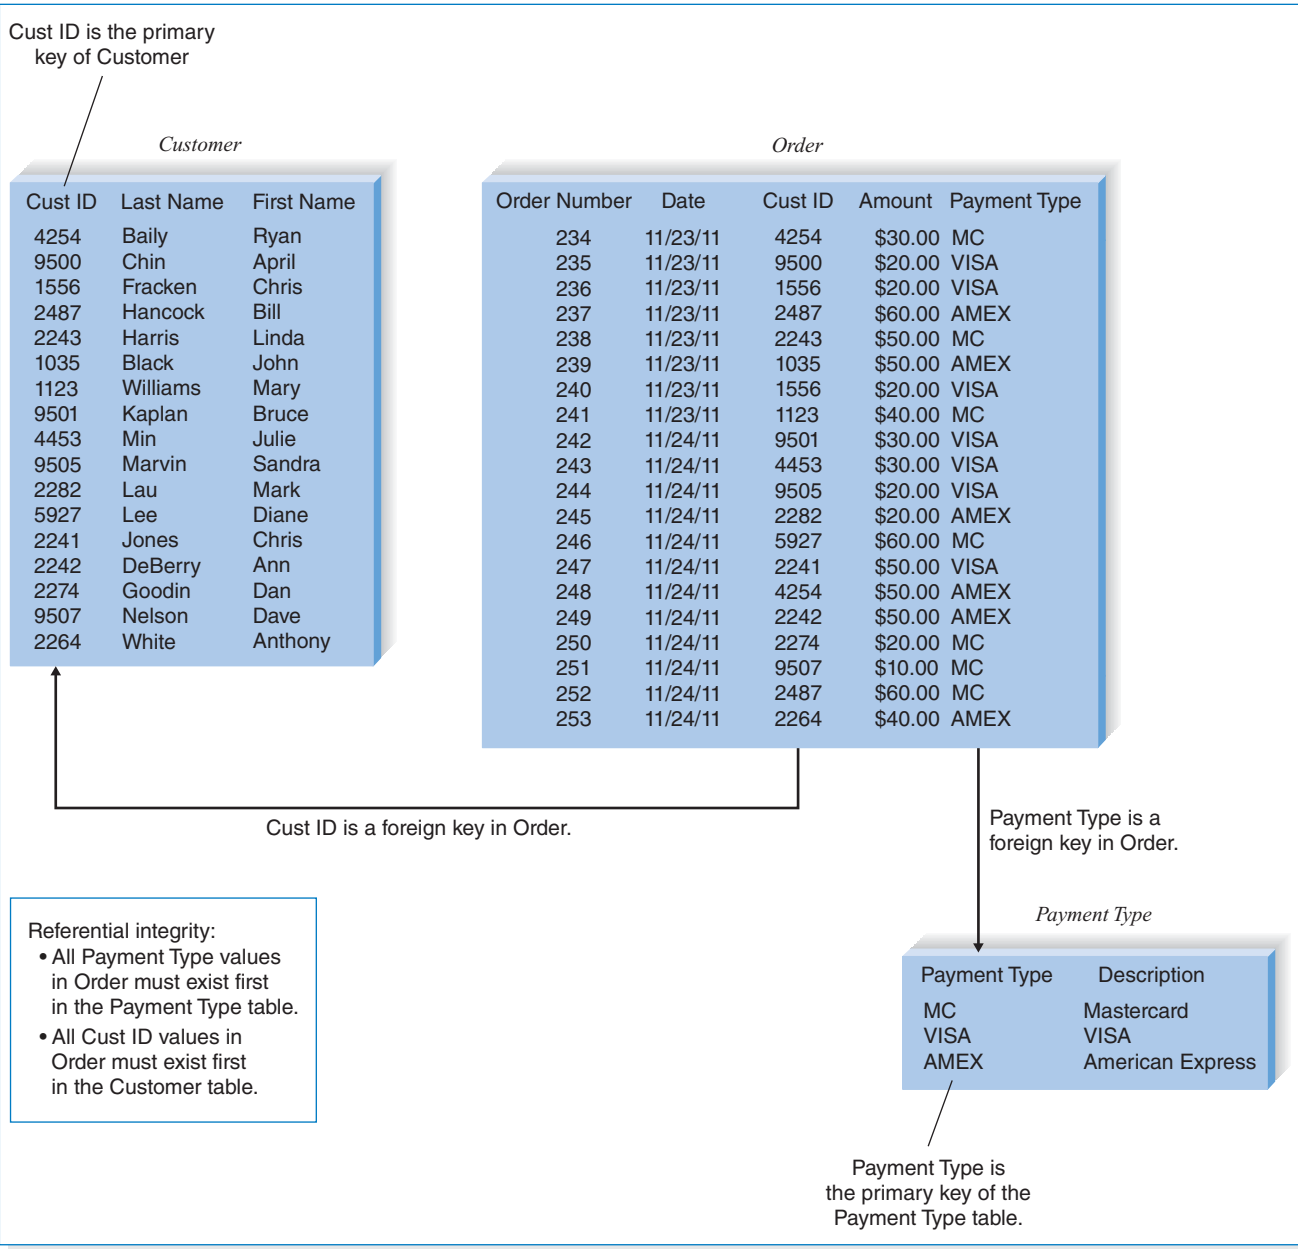 Cust ID is the primary
key of Customer
Customer
Cust ID Last Name First Name
4254 Baily Ryan
9500 Chin April
1556 Fracken Chris
2487 Hancock Bill
2243 Harris Linda
1035 Black John
1123 Williams Mary
9501 Kaplan Bruce
4453 Min Julie
9505 Marvin Sandra
2282 Lau Mark
5927 Lee Diane
2241 Jones Chris
2242 DeBerry Ann
2274 Goodin Dan
9507 Nelson Dave
2264 White Anthony
Order
Order Number Date Cust ID Amount Payment Type
234 11/23/11 4254 $30.00 MC
235 11/23/11 9500 $20.00 VISA
236 11/23/11 1556 $20.00 VISA
237 11/23/11 2487 $60.00 AMEX
238 11/23/11 2243 $50.00 MC
239 11/23/11 1035 $50.00 AMEX
240 11/23/11 1556 $20.00 VISA
241 11/23/11 1123 $40.00 MC
242 11/24/11 9501 $30.00 VISA
243 11/24/11 4453 $30.00 VISA
244 11/24/11 9505 $20.00 VISA
245 11/24/11 2282 $20.00 AMEX
246 11/24/11 5927 $60.00 MC
247 11/24/11 2241 $50.00 VISA
248 11/24/11 4254 $50.00 AMEX
249 11/24/11 2242 $50.00 AMEX
250 11/24/11 2274 $20.00 MC
251 11/24/11 9507 $10.00 MC
252 11/24/11 2487 $60.00 MC
253 11/24/11 2264 $40.00 AMEX
Cust ID is a foreign key in Order.
Payment Type is a
foreign key in Order.
Referential integrity:
• All Payment Type values
in Order must exist first
in the Payment Type table.
• All Cust ID values in
Order must exist first
in the Customer table.
Payment Type
Payment Type Description
MC Mastercard
VISA VISA
AMEX American Express
Payment Type is
the primary key of the
Payment Type table.